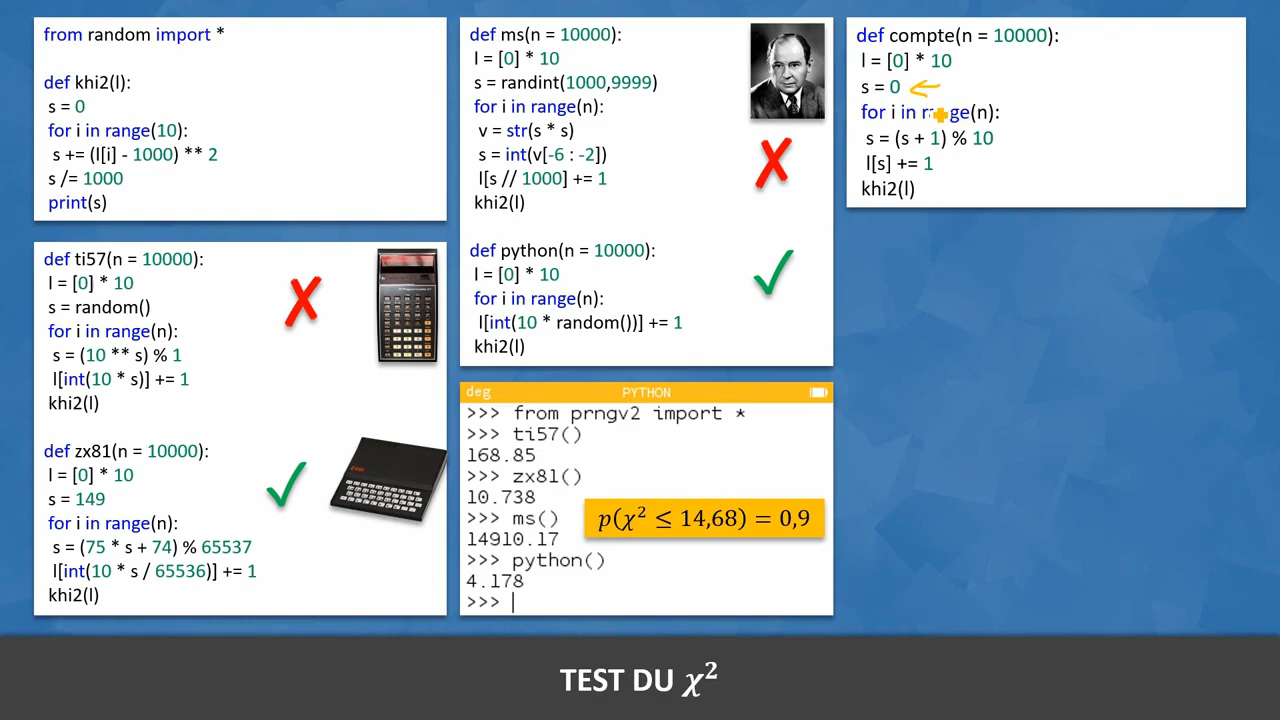 from random import *
def khi2(l):
s = 0
for i in range(10):
s += (l[i] - 1000) ** 2
s /= 1000
print(s)
def ti57(n = 10000):
l = [0] * 10
s = random()
for i in range(n):
s = (10 ** s) % 1
l[int(10 * s)] += 1
khi2(l)
def zx81(n = 10000):
l = [0] * 10
s = 149
for i in range(n):
s = (75 * s + 74) % 65537
l[int(10 * s / 65536)] += 1
khi2(l)
def ms(n = 10000):
l = [0] * 10
s = randint(1000,9999)
for i in range(n):
v = str(s * s)
s = int(v[-6 : -2])
l[s // 1000] += 1
khi2(l)
def python(n = 10000):
l = [0] * 10
for i in range(n):
l[int(10 * random())] += 1
khi2(l)
deg PYTHON
>>> from prngv2 import *
>>> ti57()
168.85
>>> zx81()
10.738
>>> ms()
14910.17
>>> python()
4.178
>>>
p(χ² ≤ 14,68) = 0,9
def compte(n = 10000):
l = [0] * 10
s = 0
for i in range(n):
s = (s + 1) % 10
l[s] += 1
khi2(l)
TEST DU χ²